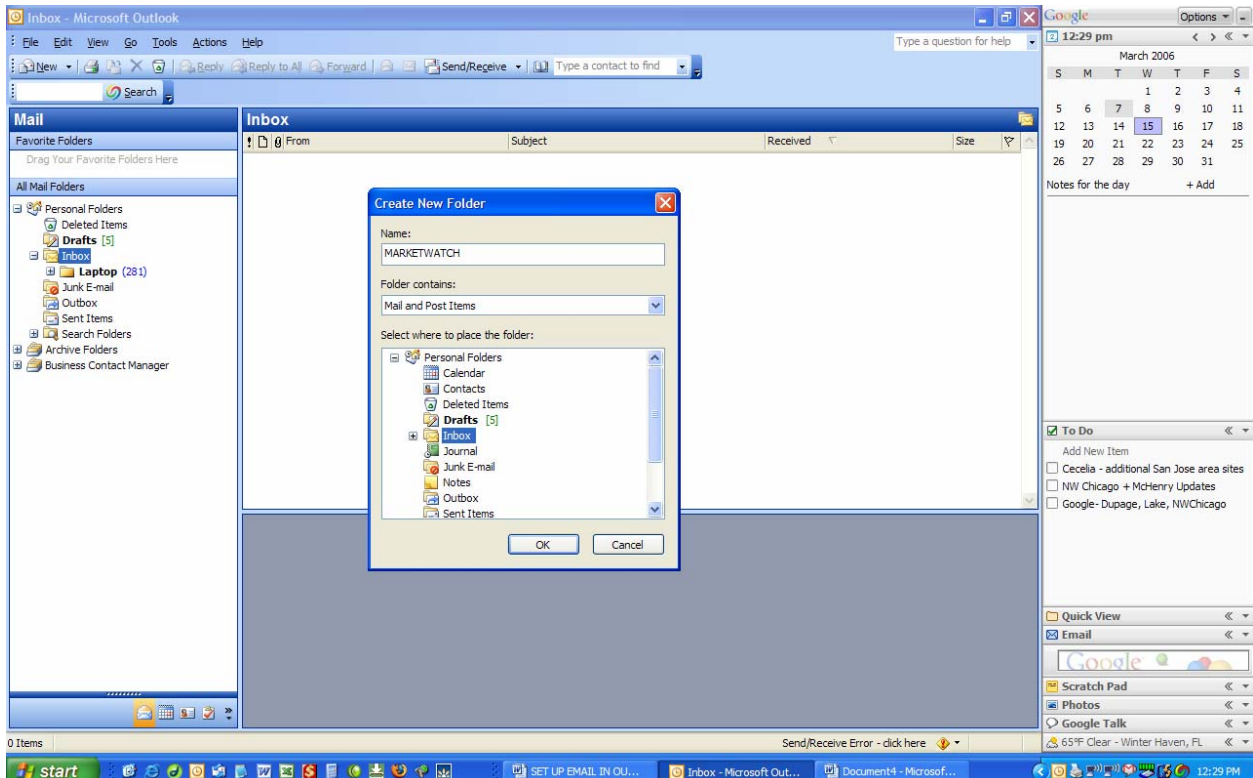 Inbox - Microsoft Outlook
File Edit View Go Tools Actions Help
Type a question for help
New Reply Reply to All Forward Send/Receive Type a contact to find
Search
Mail
Favorite Folders
Drag Your Favorite Folders Here
All Mail Folders
Personal Folders
Deleted Items
Drafts [5]
Inbox
Laptop (281)
Junk E-mail
Outbox
Sent Items
Search Folders
Archive Folders
Business Contact Manager
Inbox
From Subject Received Size
Create New Folder
Name:
MARKETWATCH
Folder contains:
Mail and Post Items
Select where to place the folder:
Personal Folders
Calendar
Contacts
Deleted Items
Drafts [5]
Inbox
Journal
Junk E-mail
Notes
Outbox
Sent Items
OK Cancel
Google Options
2 12:29 pm
March 2006
S M T W T F S
1 2 3 4
5 6 7 8 9 10 11
12 13 14 15 16 17 18
19 20 21 22 23 24 25
26 27 28 29 30 31
Notes for the day + Add
To Do
Add New Item
Cecelia - additional San Jose area sites
NW Chicago + McHenry Updates
Google- Dupage, Lake, NWChicago
Quick View
Email
Google
Scratch Pad
Photos
Google Talk
65°F Clear - Winter Haven, FL
0 Items Send/Receive Error - click here
start SET UP EMAIL IN OU... Inbox - Microsoft Out... Document4 - Microsof... 12:29 PM